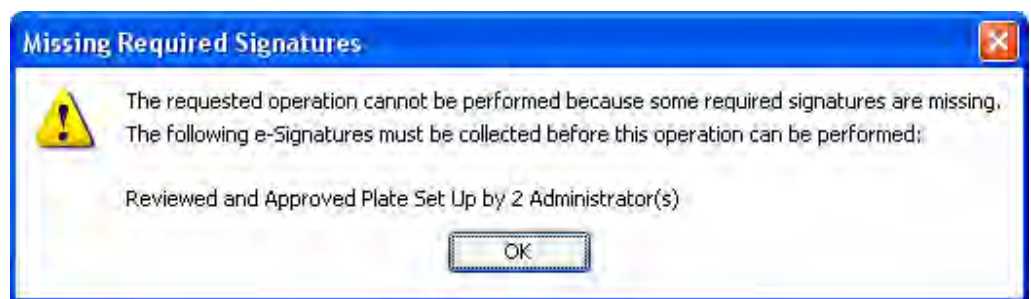 Missing Required Signatures
The requested operation cannot be performed because some required signatures are missing.
The following e-Signatures must be collected before this operation can be performed:
Reviewed and Approved Plate Set Up by 2 Administrator(s)
OK